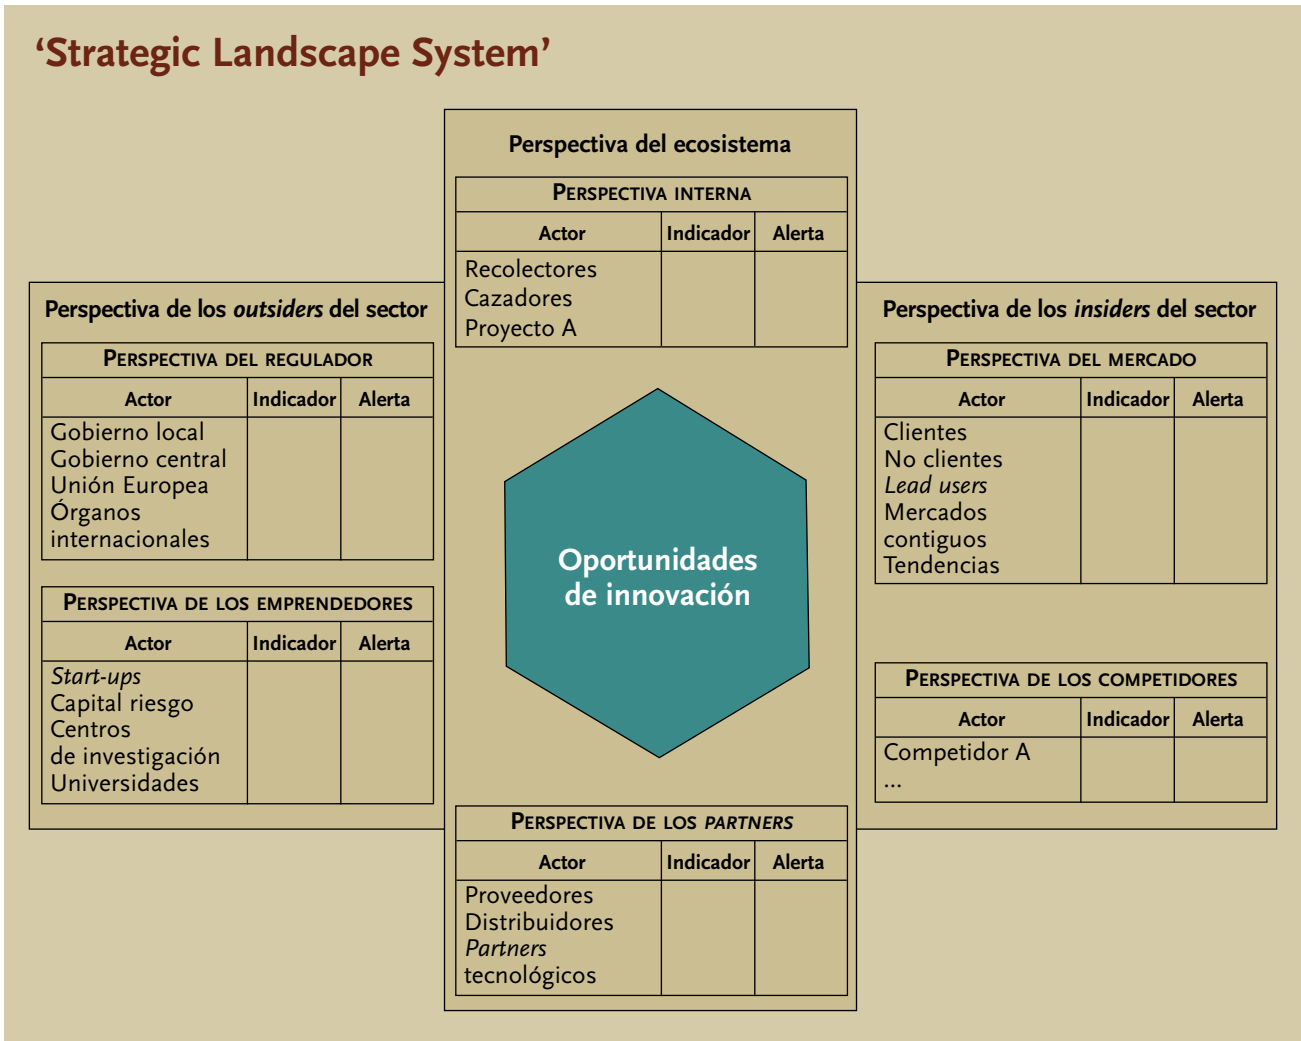 ‘Strategic Landscape System’
Perspectiva del ecosistema
PERSPECTIVA INTERNA
Actor Indicador Alerta
Recolectores
Cazadores
Proyecto A
Perspectiva de los outsiders del sector
PERSPECTIVA DEL REGULADOR
Actor Indicador Alerta
Gobierno local
Gobierno central
Unión Europea
Órganos
internacionales
PERSPECTIVA DE LOS EMPRENDEDORES
Actor Indicador Alerta
Start-ups
Capital riesgo
Centros
de investigación
Universidades
Oportunidades
de innovación
Perspectiva de los insiders del sector
PERSPECTIVA DEL MERCADO
Actor Indicador Alerta
Clientes
No clientes
Lead users
Mercados
contiguos
Tendencias
PERSPECTIVA DE LOS COMPETIDORES
Actor Indicador Alerta
Competidor A
...
PERSPECTIVA DE LOS PARTNERS
Actor Indicador Alerta
Proveedores
Distribuidores
Partners
tecnológicos